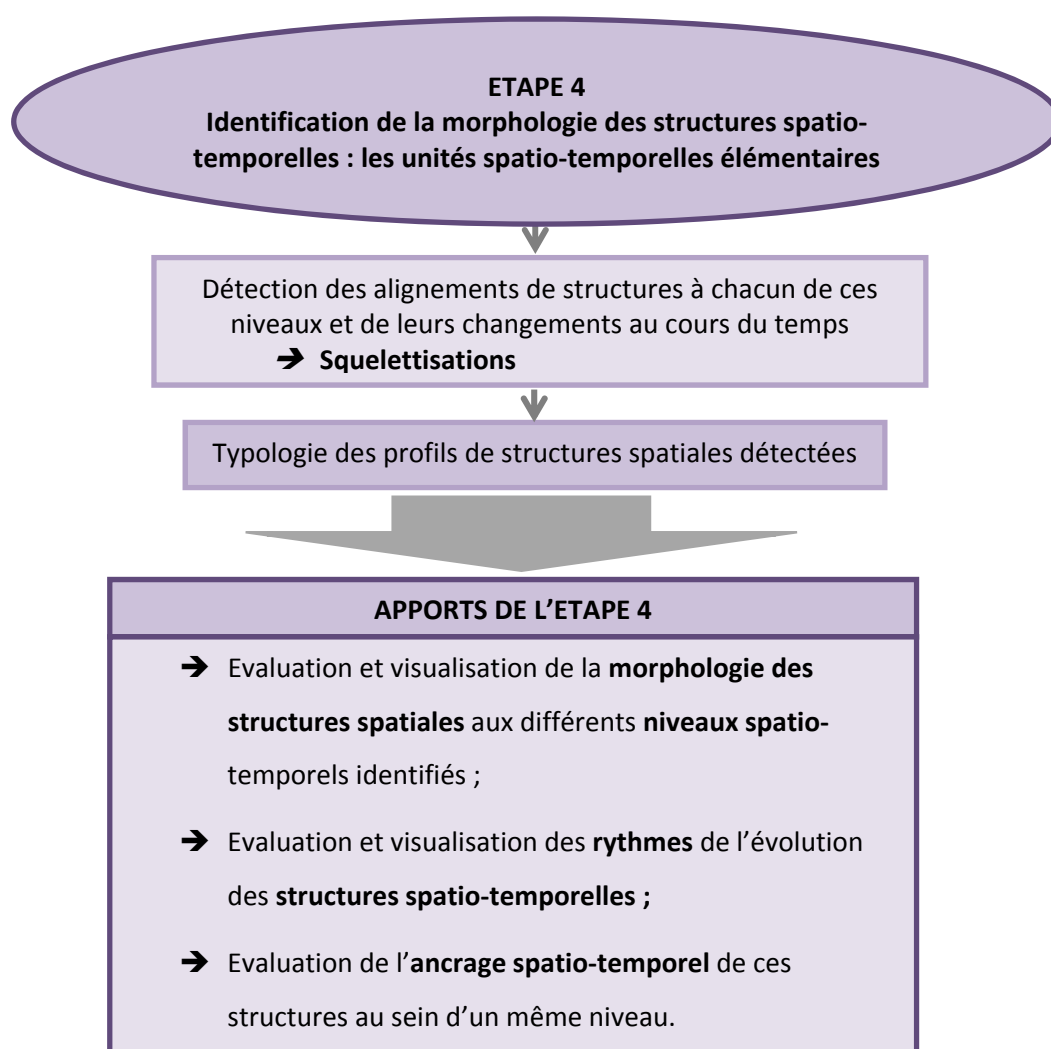 ETAPE 4
Identification de la morphologie des structures spatio-
temporelles : les unités spatio-temporelles élémentaires
Détection des alignements de structures à chacun de ces
niveaux et de leurs changements au cours du temps
➔ Squelettisations
Typologie des profils de structures spatiales détectées
APPORTS DE L’ETAPE 4
➔ Evaluation et visualisation de la morphologie des
structures spatiales aux différents niveaux spatio-
temporels identifiés ;
➔ Evaluation et visualisation des rythmes de l’évolution
des structures spatio-temporelles ;
➔ Evaluation de l’ancrage spatio-temporel de ces
structures au sein d’un même niveau.